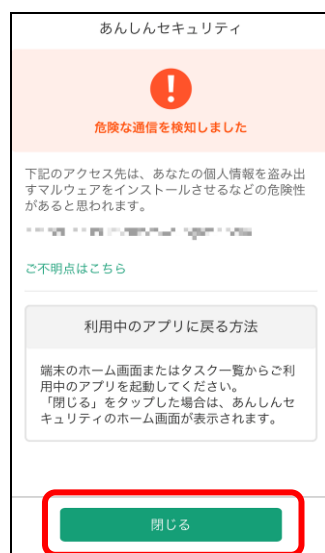 あんしんセキュリティ
危険な通信を検知しました
下記のアクセス先は、あなたの個人情報を盗み出
すマルウェアをインストールさせるなどの危険性
があると思われます。
ご不明点はこちら
利用中のアプリに戻る方法
端末のホーム画面またはタスク一覧からご利
用中のアプリを起動してください。
「閉じる」をタップした場合は、あんしんセ
キュリティのホーム画面が表示されます。
閉じる